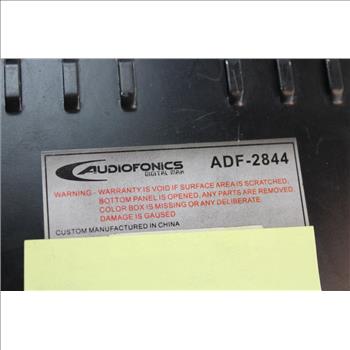 AUDIOFONICS ADF-2844
DIGITAL MAN
WARNING - WARRANTY IS VOID IF SURFACE AREA IS SCRATCHED,
BOTTOM PANEL IS OPENED, ANY PARTS ARE REMOVED,
COLOR BOX IS MISSING OR ANY DELIBERATE
DAMAGE IS GAUSED
CUSTOM MANUFACTURED IN CHINA